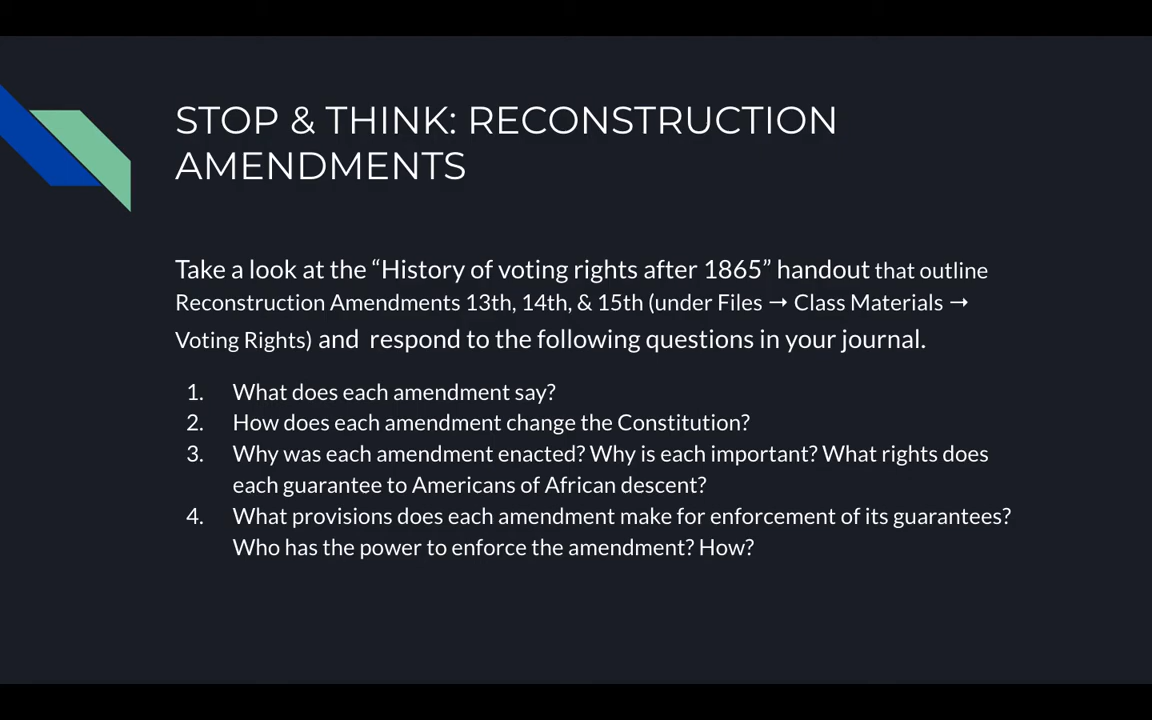 STOP & THINK: RECONSTRUCTION
AMENDMENTS
Take a look at the “History of voting rights after 1865” handout that outline
Reconstruction Amendments 13th, 14th, & 15th (under Files → Class Materials →
Voting Rights) and  respond to the following questions in your journal.
1. What does each amendment say?
2. How does each amendment change the Constitution?
3. Why was each amendment enacted? Why is each important? What rights does
each guarantee to Americans of African descent?
4. What provisions does each amendment make for enforcement of its guarantees?
Who has the power to enforce the amendment? How?